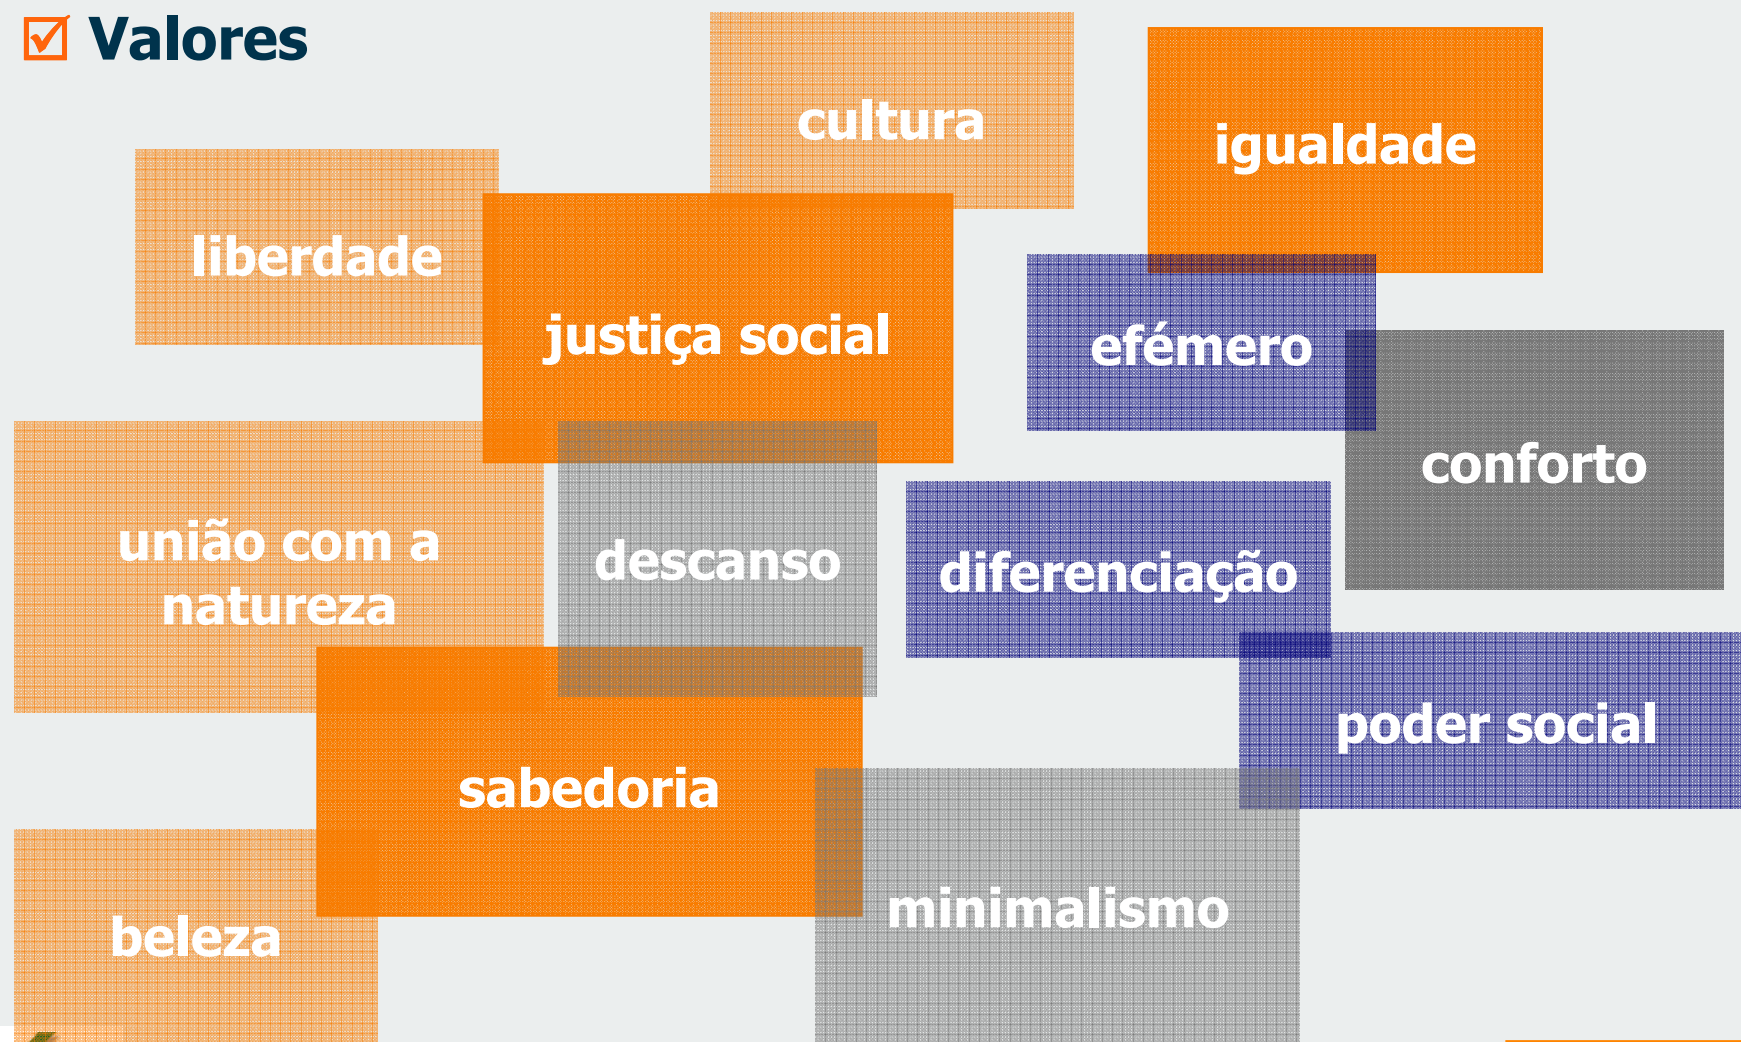 Valores
cultura
igualdade
liberdade
justiça social
efémero
conforto
união com a
natureza
descanso
diferenciação
poder social
sabedoria
minimalismo
beleza